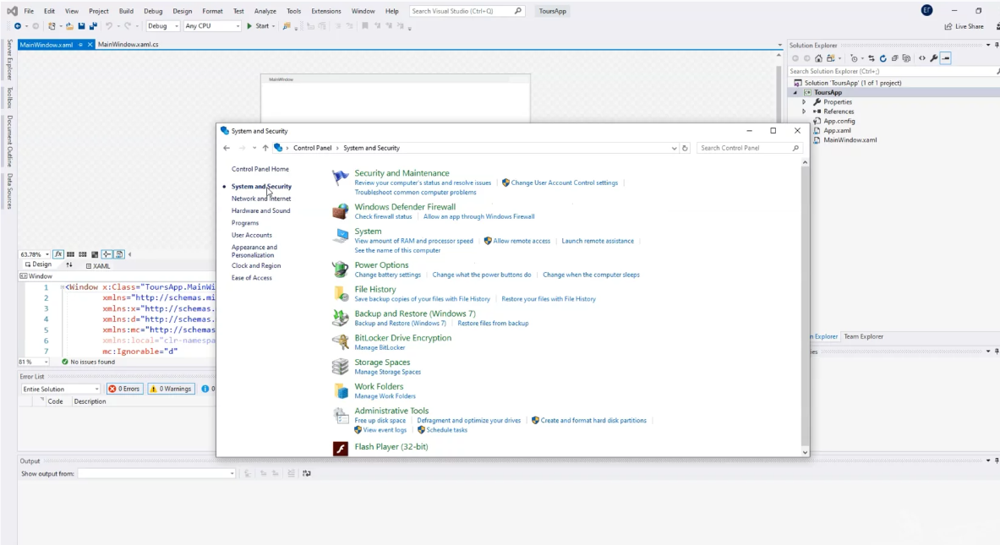 File Edit View Project Build Debug Design Format Test Analyze Tools Extensions Window Help Search Visual Studio (Ctrl+Q) ToursApp ЕГ
Debug Any CPU Start Live Share
MainWindow.xaml MainWindow.xaml.cs
Server Explorer
Toolbox
Document Outline
Data Sources
MainWindow
Solution Explorer
Search Solution Explorer (Ctrl+;)
Solution 'ToursApp' (1 of 1 project)
ToursApp
Properties
References
App.config
App.xaml
MainWindow.xaml
System and Security
Control Panel › System and Security Search Control Panel
Control Panel Home
System and Security
Network and Internet
Hardware and Sound
Programs
User Accounts
Appearance and
Personalization
Clock and Region
Ease of Access
Security and Maintenance
Review your computer's status and resolve issues Change User Account Control settings
Troubleshoot common computer problems
Windows Defender Firewall
Check firewall status Allow an app through Windows Firewall
System
View amount of RAM and processor speed Allow remote access Launch remote assistance
See the name of this computer
Power Options
Change battery settings Change what the power buttons do Change when the computer sleeps
File History
Save backup copies of your files with File History Restore your files with File History
Backup and Restore (Windows 7)
Backup and Restore (Windows 7) Restore files from backup
BitLocker Drive Encryption
Manage BitLocker
Storage Spaces
Manage Storage Spaces
Work Folders
Manage Work Folders
Administrative Tools
Free up disk space Defragment and optimize your drives Create and format hard disk partitions
View event logs Schedule tasks
Flash Player (32-bit)
63.78%
Design XAML
Window
1 <Window x:Class="ToursApp.MainWi
2 xmlns="http://schemas.mi
3 xmlns:x="http://schemas.
4 xmlns:d="http://schemas.
5 xmlns:mc="http://schemas
6 xmlns:local="clr-namespa
7 mc:Ignorable="d"
81 % No issues found
n Explorer Team Explorer
ies
Error List
Entire Solution 0 Errors 0 Warnings 0
Code Description
Output
Show output from: